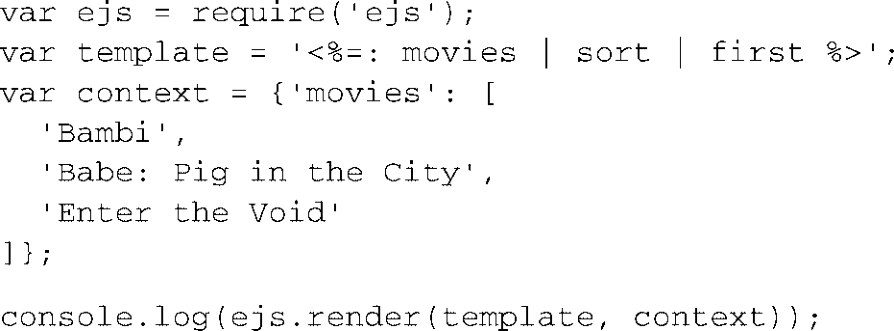 var ejs = require('ejs');
var template = '<%=: movies | sort | first %>';
var context = {'movies': [
  'Bambi',
  'Babe: Pig in the City',
  'Enter the Void'
]};
console.log(ejs.render(template, context));